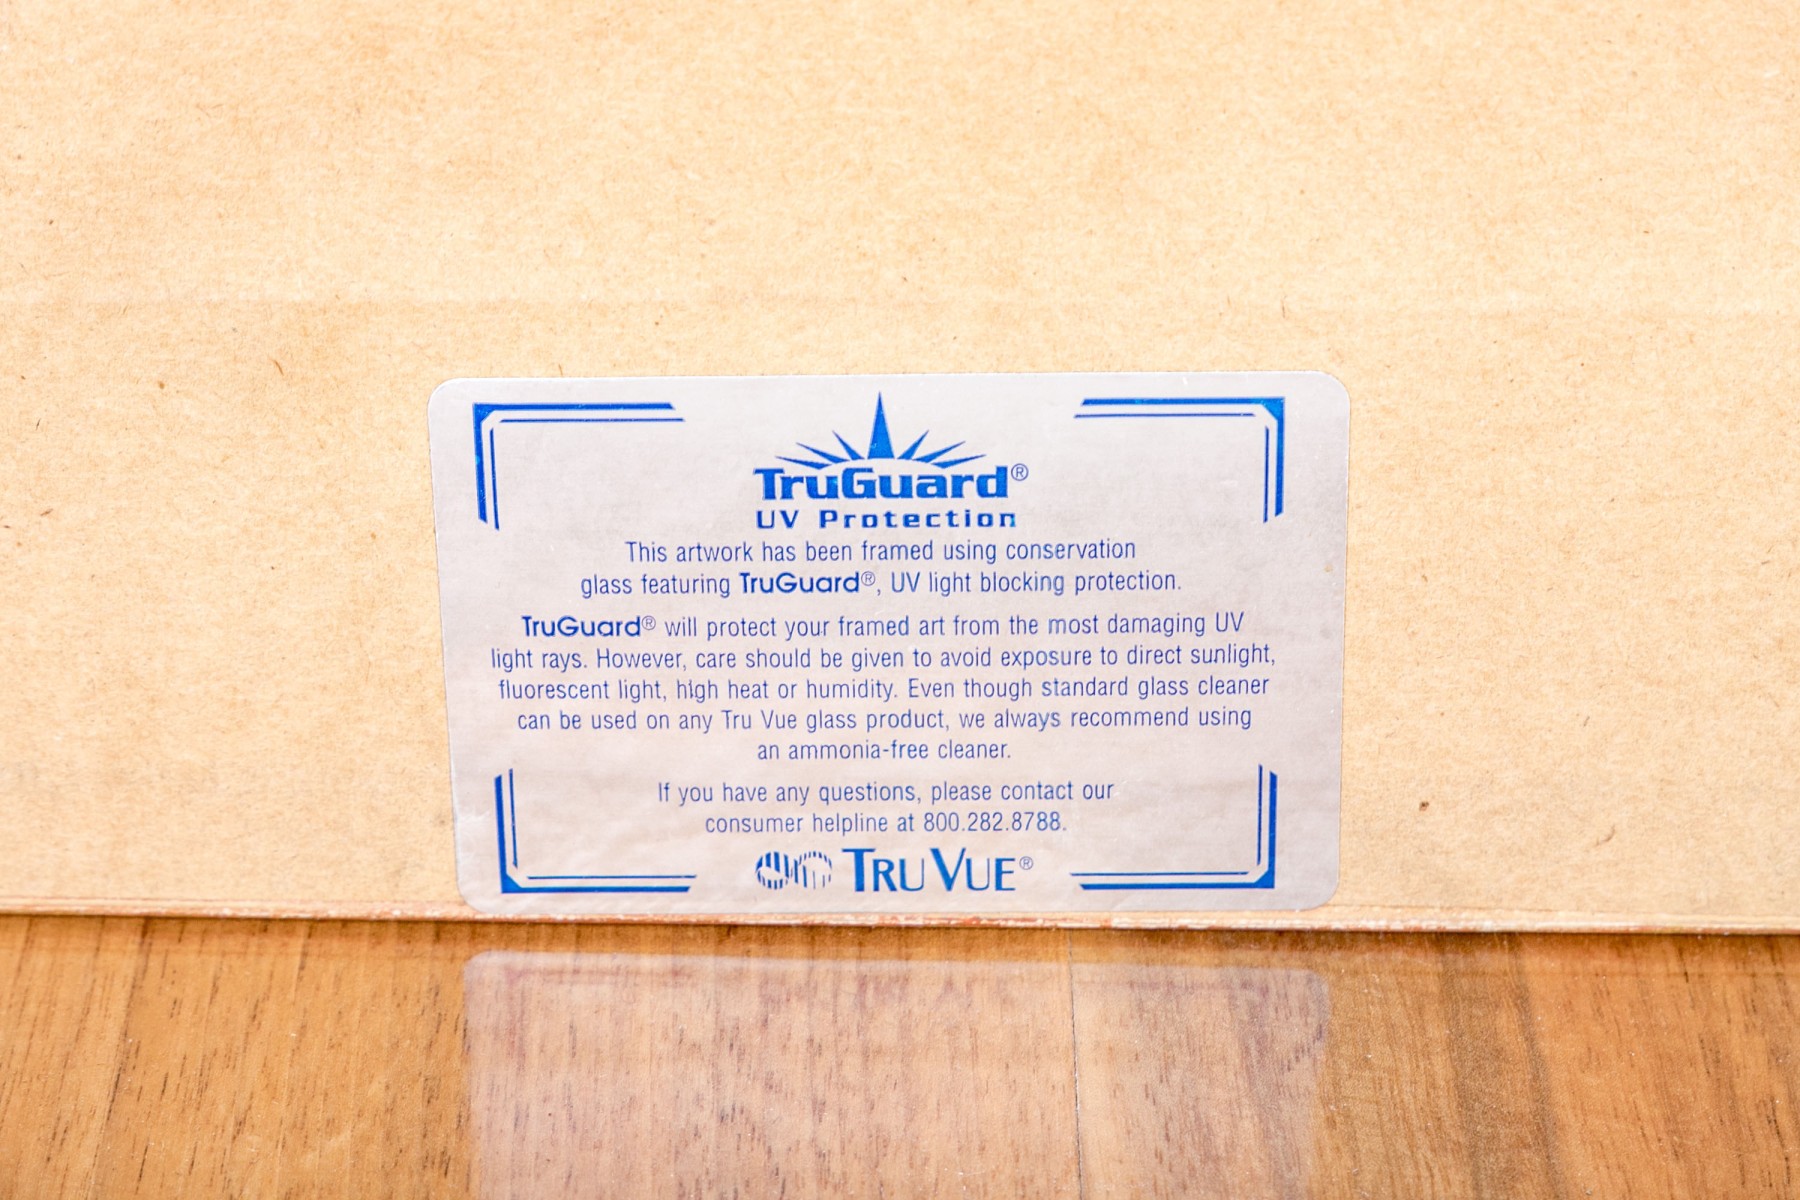 TruGuard®
UV Protection
This artwork has been framed using conservation
glass featuring TruGuard®, UV light blocking protection.
TruGuard® will protect your framed art from the most damaging UV
light rays. However, care should be given to avoid exposure to direct sunlight,
fluorescent light, high heat or humidity. Even though standard glass cleaner
can be used on any Tru Vue glass product, we always recommend using
an ammonia-free cleaner.
If you have any questions, please contact our
consumer helpline at 800.282.8788.
TRU VUE®